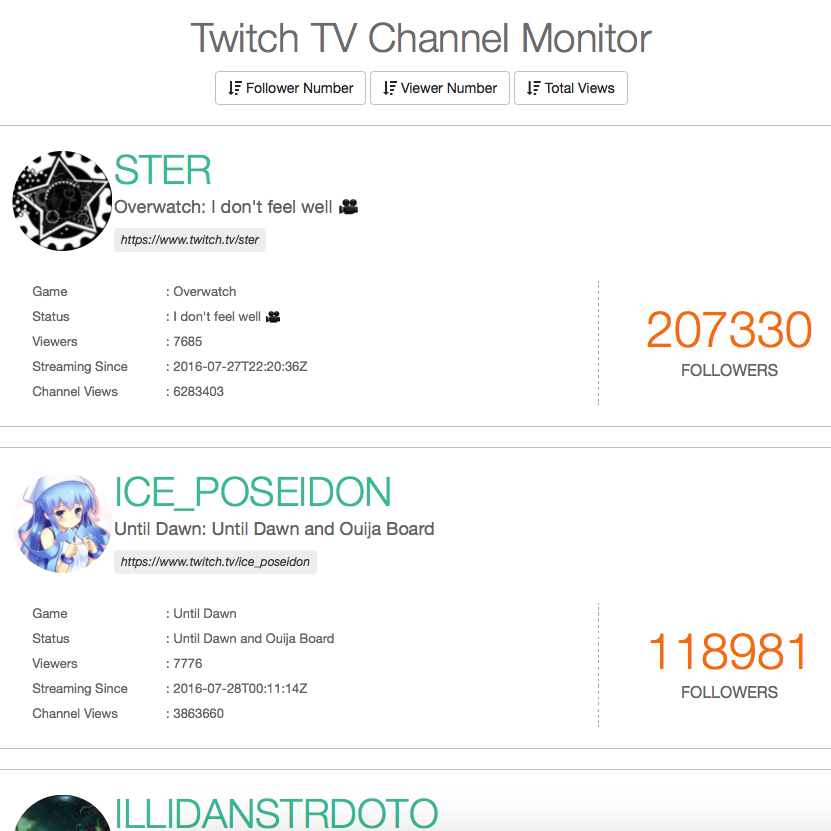 Twitch TV Channel Monitor
Follower Number Viewer Number Total Views
STER
Overwatch: I don't feel well 🎥
https://www.twitch.tv/ster
Game : Overwatch
Status : I don't feel well 🎥
Viewers : 7685
Streaming Since : 2016-07-27T22:20:36Z
Channel Views : 6283403
207330
FOLLOWERS
ICE_POSEIDON
Until Dawn: Until Dawn and Ouija Board
https://www.twitch.tv/ice_poseidon
Game : Until Dawn
Status : Until Dawn and Ouija Board
Viewers : 7776
Streaming Since : 2016-07-28T00:11:14Z
Channel Views : 3863660
118981
FOLLOWERS
ILLIDANSTRDOTO